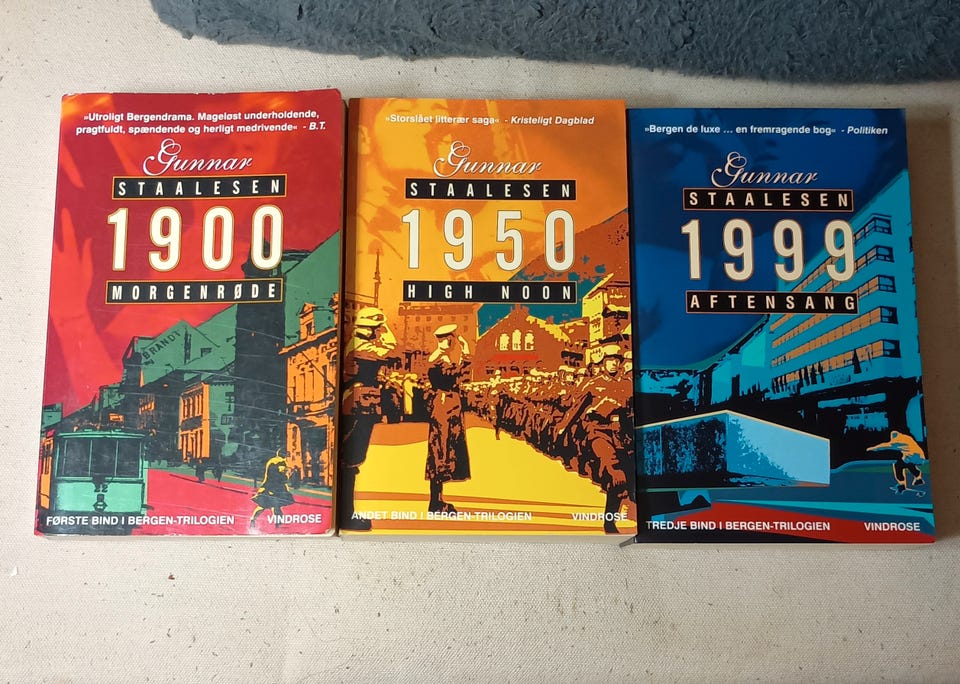 »Utroligt Bergendrama. Mageløst underholdende,
pragtfuldt, spændende og herligt medrivende« - B.T.
Gunnar
STAALESEN
1900
MORGENRØDE
BRANDT
FØRSTE BIND I BERGEN-TRILOGIEN VINDROSE
»Storslået litterær saga« - Kristeligt Dagblad
Gunnar
STAALESEN
1950
HIGH NOON
ANDET BIND I BERGEN-TRILOGIEN VINDROSE
»Bergen de luxe ... en fremragende bog« - Politiken
Gunnar
STAALESEN
1999
AFTENSANG
TREDJE BIND I BERGEN-TRILOGIEN VINDROSE